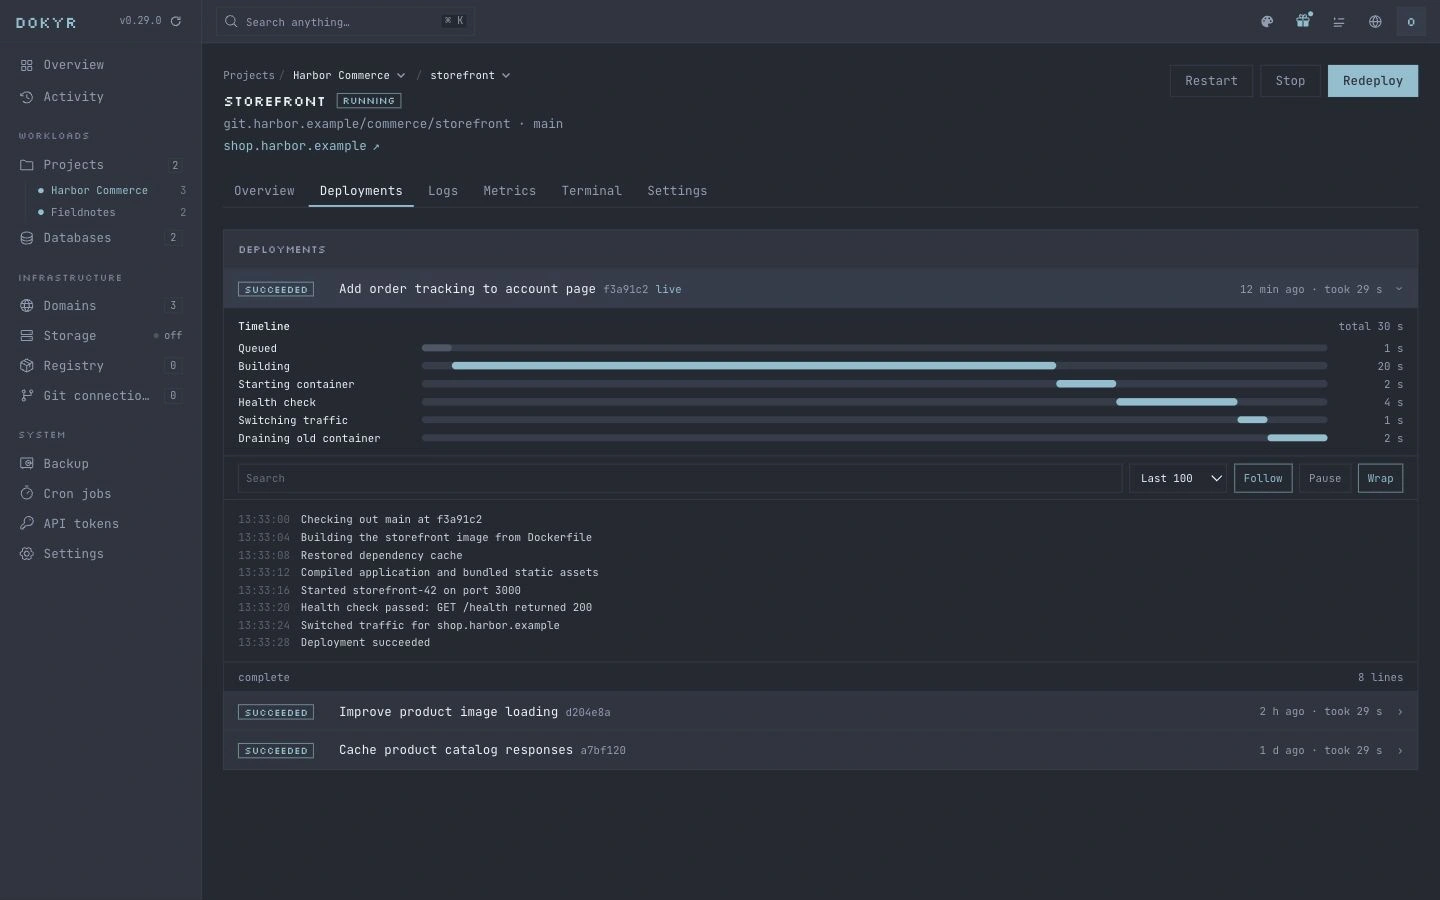 DOKYR v0.29.0
Search anything… ⌘ K
O
Overview
Activity
WORKLOADS
Projects 2
Harbor Commerce 3
Fieldnotes 2
Databases 2
INFRASTRUCTURE
Domains 3
Storage off
Registry 0
Git connectio… 0
SYSTEM
Backup
Cron jobs
API tokens
Settings
Projects / Harbor Commerce / storefront
STOREFRONT RUNNING
git.harbor.example/commerce/storefront · main
shop.harbor.example ↗
Restart Stop Redeploy
Overview Deployments Logs Metrics Terminal Settings
DEPLOYMENTS
SUCCEEDED Add order tracking to account page f3a91c2 live 12 min ago · took 29 s
Timeline total 30 s
Queued 1 s
Building 20 s
Starting container 2 s
Health check 4 s
Switching traffic 1 s
Draining old container 2 s
Search Last 100 Follow Pause Wrap
13:33:00 Checking out main at f3a91c2
13:33:04 Building the storefront image from Dockerfile
13:33:08 Restored dependency cache
13:33:12 Compiled application and bundled static assets
13:33:16 Started storefront-42 on port 3000
13:33:20 Health check passed: GET /health returned 200
13:33:24 Switched traffic for shop.harbor.example
13:33:28 Deployment succeeded
complete 8 lines
SUCCEEDED Improve product image loading d204e8a 2 h ago · took 29 s ›
SUCCEEDED Cache product catalog responses a7bf120 1 d ago · took 29 s ›